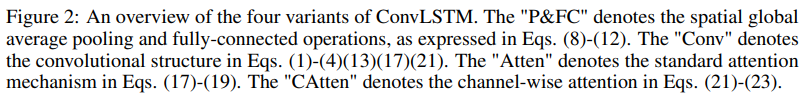 Figure 2: An overview of the four variants of ConvLSTM. The "P&FC" denotes the spatial global
average pooling and fully-connected operations, as expressed in Eqs. (8)-(12). The "Conv" denotes
the convolutional structure in Eqs. (1)-(4)(13)(17)(21). The "Atten" denotes the standard attention
mechanism in Eqs. (17)-(19). The "CAtten" denotes the channel-wise attention in Eqs. (21)-(23).